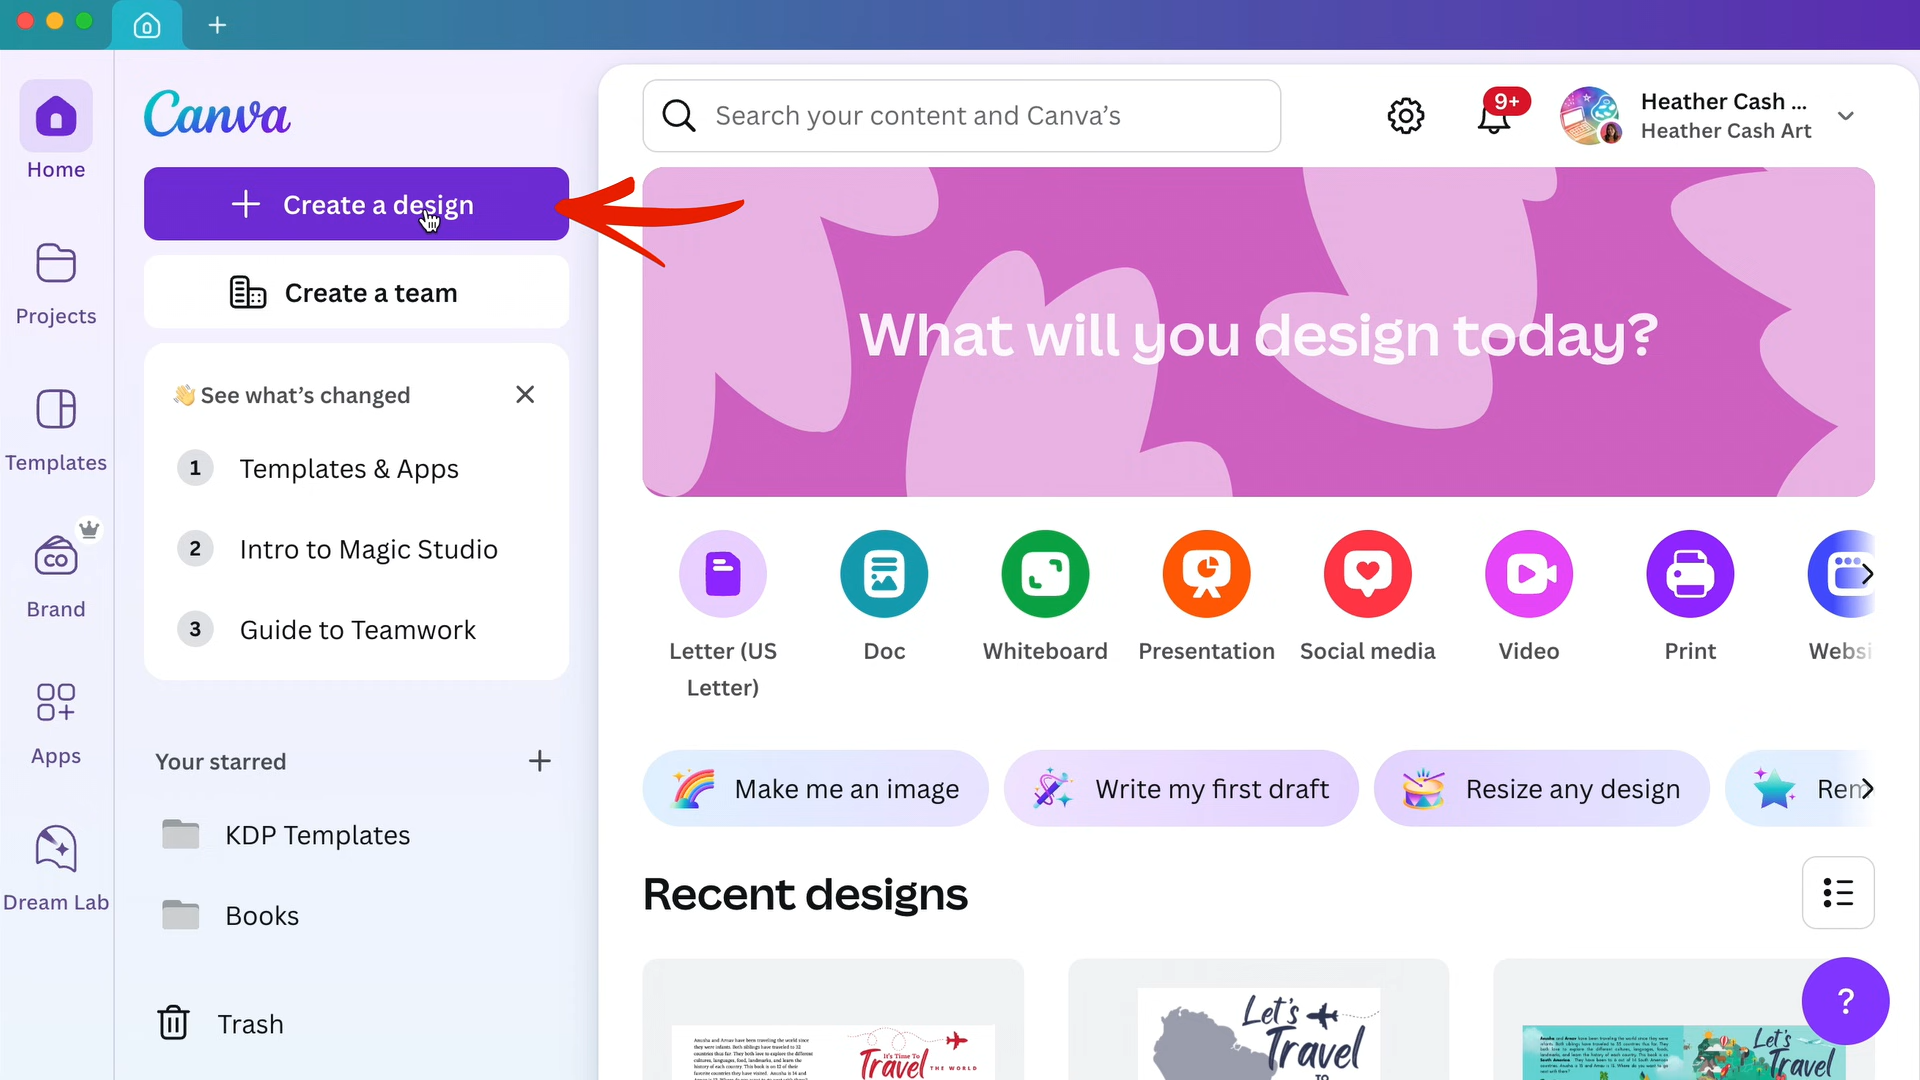 Canva
Search your content and Canva’s
9+
Heather Cash ...
Heather Cash Art
Home
Create a design
Create a team
What will you design today?
Projects
👋 See what’s changed
1 Templates & Apps
Templates
2 Intro to Magic Studio
CO
Brand
3 Guide to Teamwork
Letter (US
Letter)
Doc
Whiteboard
Presentation
Social media
Video
Print
Websi
Apps
Your starred
Make me an image
Write my first draft
Resize any design
Rem
KDP Templates
Dream Lab
Books
Recent designs
Trash
?
It's Time To
Travel
THE WORLD
Let's
Travel
TO
Let's
Travel